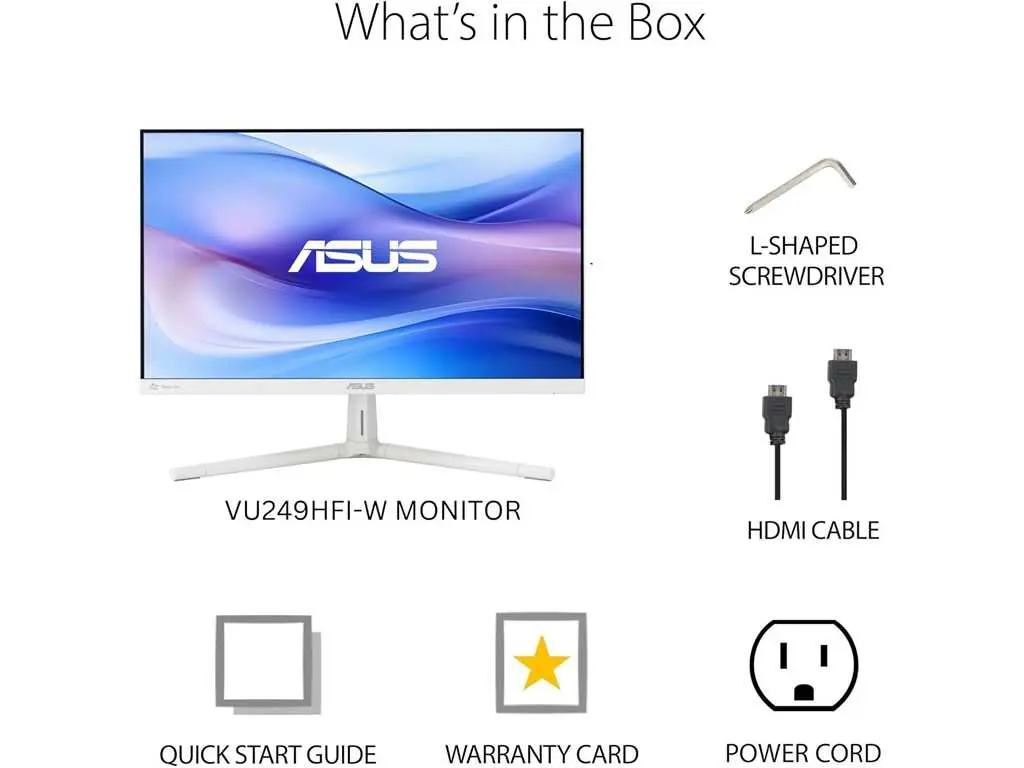 What's in the Box
ASUS
ASUS
VU249HFI-W MONITOR
L-SHAPED
SCREWDRIVER
HDMI CABLE
QUICK START GUIDE
WARRANTY CARD
POWER CORD